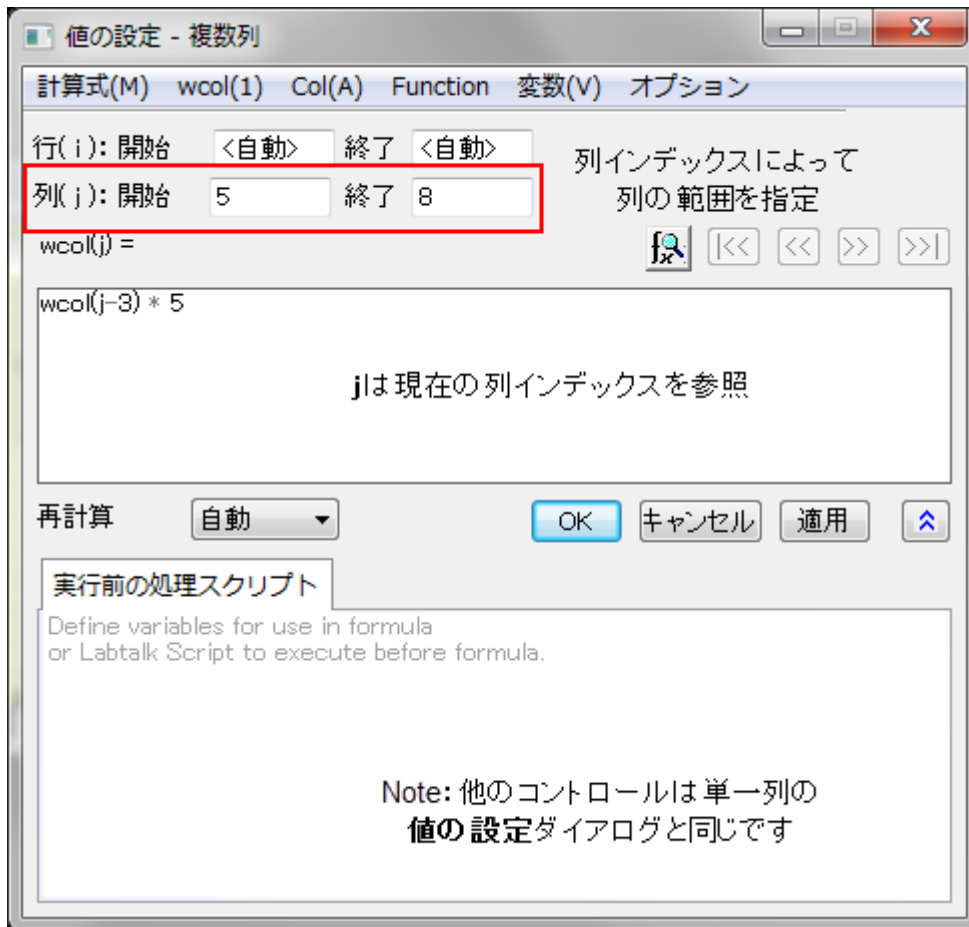 値の設定 - 複数列
計算式(M) wcol(1) Col(A) Function 変数(V) オプション
行(i): 開始 <自動> 終了 <自動>
列(j): 開始 5 終了 8
列インデックスによって
列の範囲を指定
wcol(j) =
|<< << >> >>|
wcol(j-3) * 5
jは現在の列インデックスを参照
再計算 自動 OK キャンセル 適用
実行前の処理スクリプト
Define variables for use in formula
or Labtalk Script to execute before formula.
Note: 他のコントロールは単一列の
値の設定ダイアログと同じです